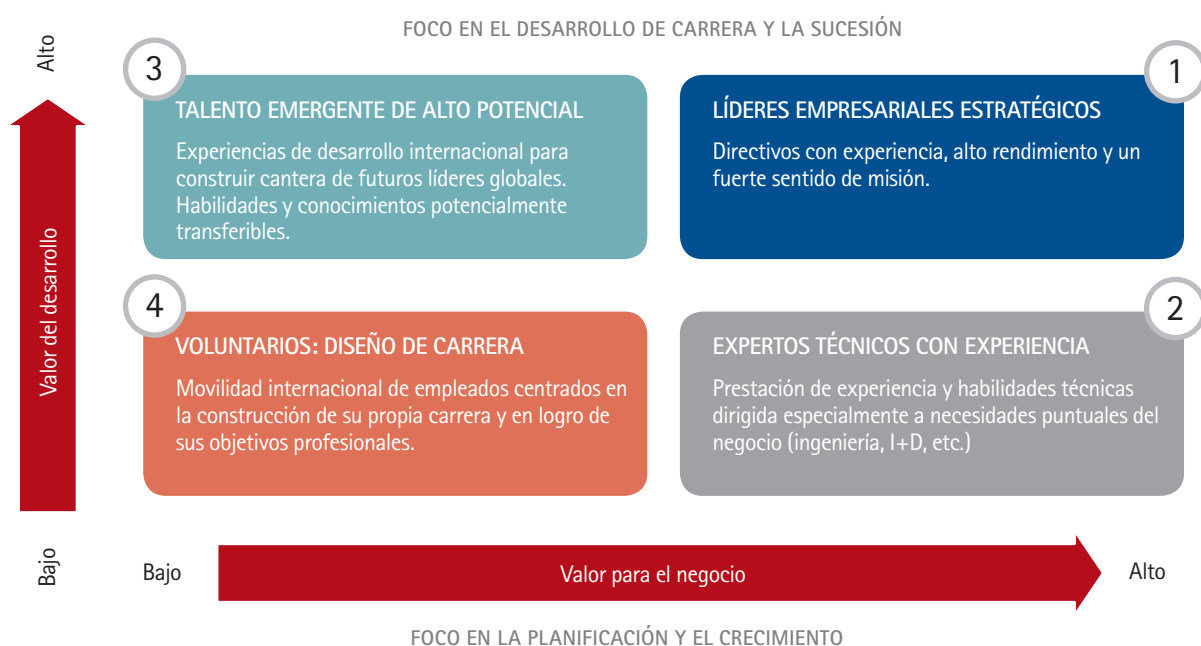 FOCO EN EL DESARROLLO DE CARRERA Y LA SUCESIÓN
Alto
3
TALENTO EMERGENTE DE ALTO POTENCIAL
Experiencias de desarrollo internacional para
construir cantera de futuros líderes globales.
Habilidades y conocimientos potencialmente
transferibles.
1
LÍDERES EMPRESARIALES ESTRATÉGICOS
Directivos con experiencia, alto rendimiento y un
fuerte sentido de misión.
Valor del desarrollo
4
VOLUNTARIOS: DISEÑO DE CARRERA
Movilidad internacional de empleados centrados en
la construcción de su propia carrera y en logro de
sus objetivos profesionales.
2
EXPERTOS TÉCNICOS CON EXPERIENCIA
Prestación de experiencia y habilidades técnicas
dirigida especialmente a necesidades puntuales del
negocio (ingeniería, I+D, etc.)
Bajo
Bajo
Valor para el negocio
Alto
FOCO EN LA PLANIFICACIÓN Y EL CRECIMIENTO